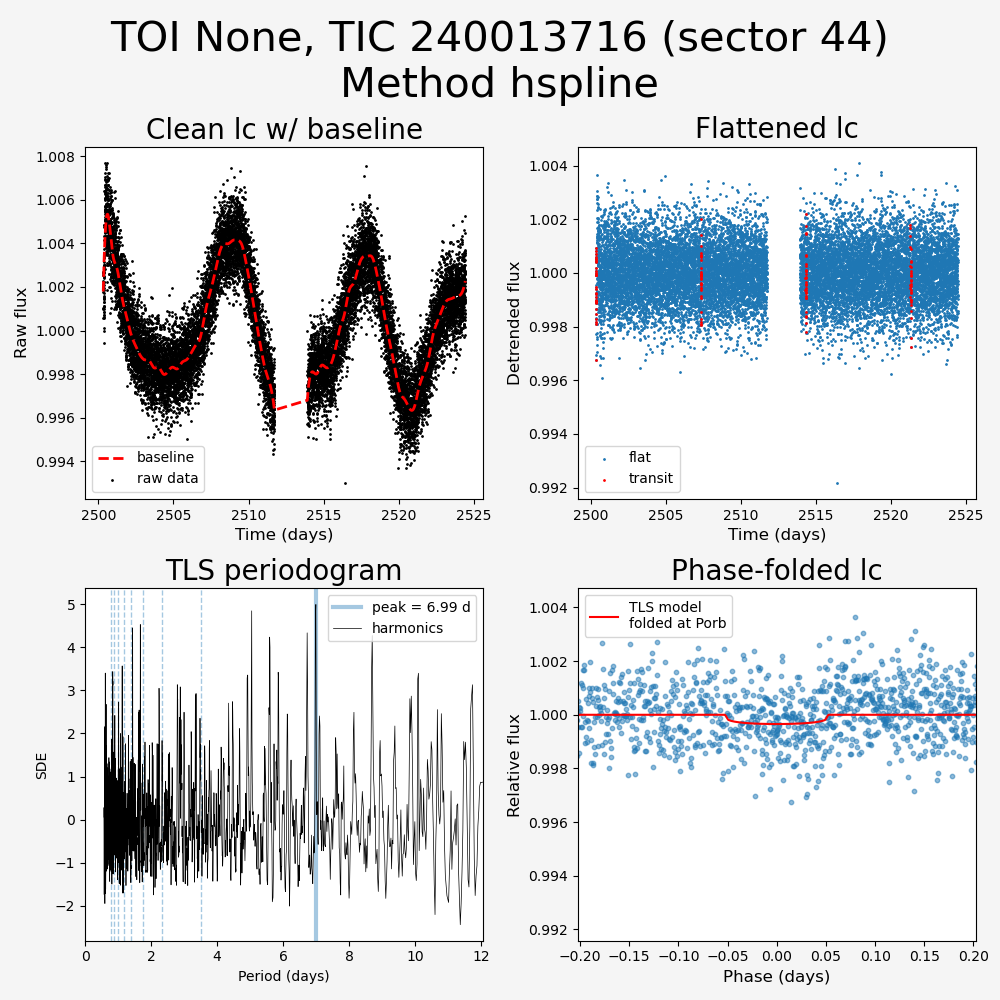 TOI None, TIC 240013716 (sector 44)
Method hspline
Clean lc w/ baseline
1.008
1.006
1.004
1.002
1.000
0.998
0.996
0.994
Raw flux
baseline
raw data
2500 2505 2510 2515 2520 2525
Time (days)
Flattened lc
1.004
1.002
1.000
0.998
0.996
0.994
0.992
Detrended flux
flat
transit
2500 2505 2510 2515 2520 2525
Time (days)
TLS periodogram
5
4
3
2
1
0
−1
−2
SDE
peak = 6.99 d
harmonics
0 2 4 6 8 10 12
Period (days)
Phase-folded lc
1.004
1.002
1.000
0.998
0.996
0.994
0.992
Relative flux
TLS model
folded at Porb
−0.20 −0.15 −0.10 −0.05 0.00 0.05 0.10 0.15 0.20
Phase (days)